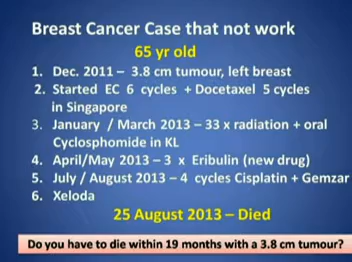 Breast Cancer Case that not work
65 yr old
1. Dec. 2011 – 3.8 cm tumour, left breast
2. Started EC 6 cycles + Docetaxel 5 cycles
in Singapore
3. January / March 2013 – 33 x radiation + oral
Cyclosphomide in KL
4. April/May 2013 – 3 x Eribulin (new drug)
5. July / August 2013 – 4 cycles Cisplatin + Gemzar
6. Xeloda
25 August 2013 – Died
Do you have to die within 19 months with a 3.8 cm tumour?